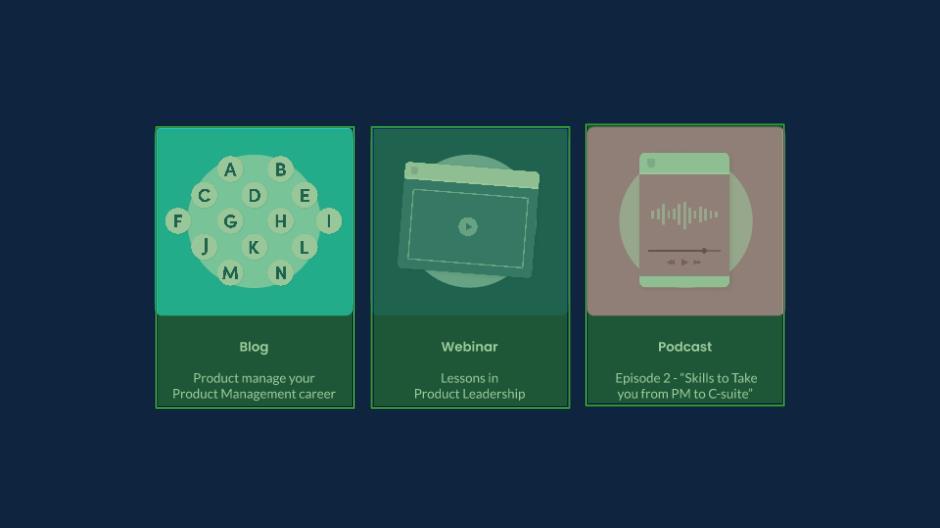 A B
C D E
F G H I
J K L
M N
Blog
Product manage your
Product Management career
Webinar
Lessons in
Product Leadership
Podcast
Episode 2 - “Skills to Take
you from PM to C-suite”